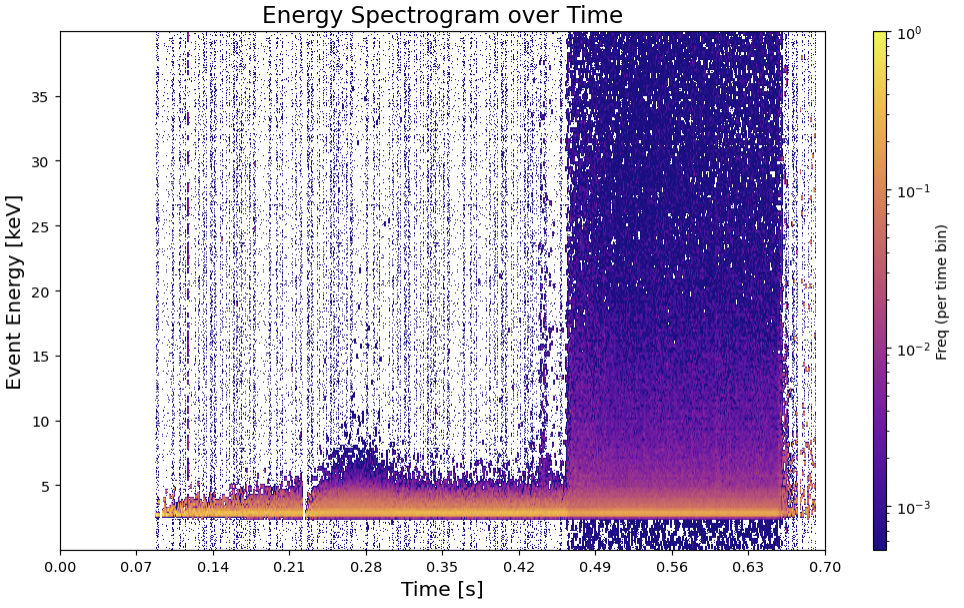 Energy Spectrogram over Time
Event Energy [keV]
35
30
25
20
15
10
5
0.00 0.07 0.14 0.21 0.28 0.35 0.42 0.49 0.56 0.63 0.70
Time [s]
10⁰
10⁻¹
10⁻²
10⁻³
Freq (per time bin)